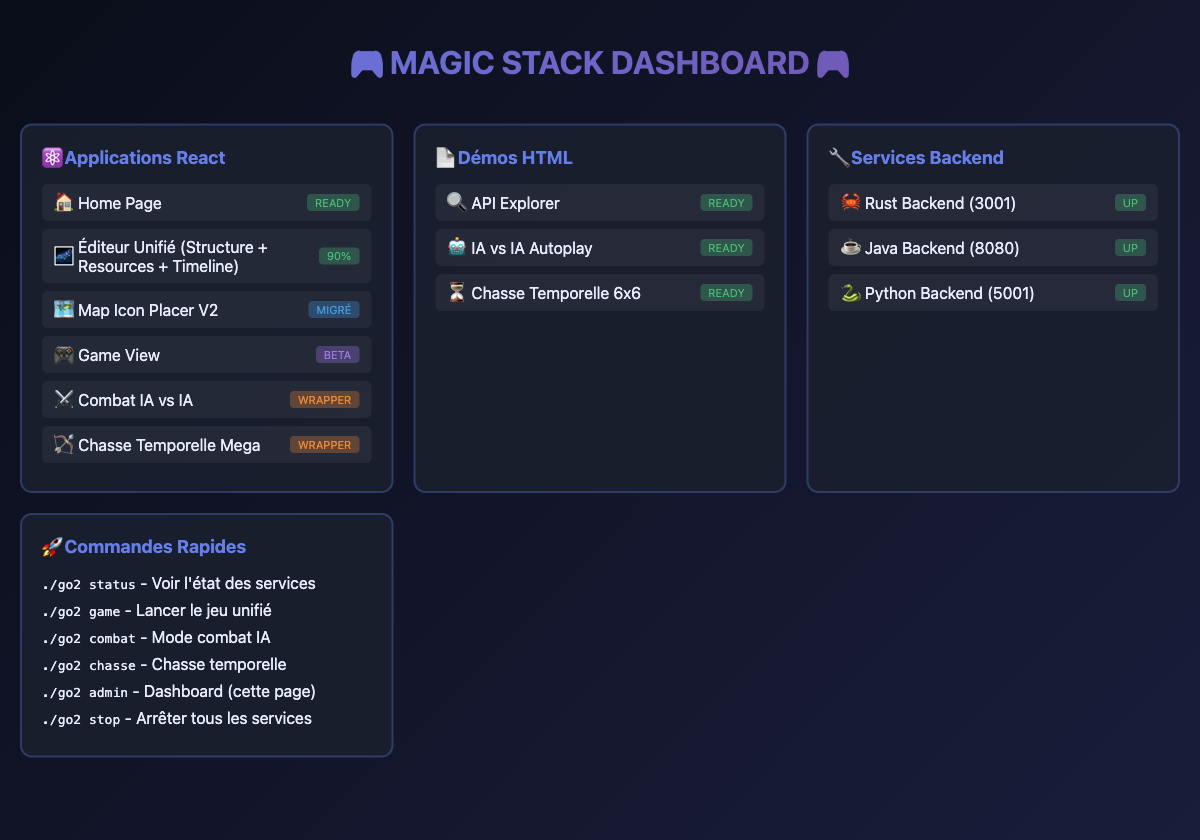 🎮 MAGIC STACK DASHBOARD 🎮
⚛️Applications React
🏠 Home Page READY
🌌 Éditeur Unifié (Structure +
Resources + Timeline) 90%
🗺️ Map Icon Placer V2 MIGRÉ
🎮 Game View BETA
⚔️ Combat IA vs IA WRAPPER
🏹 Chasse Temporelle Mega WRAPPER
📄Démos HTML
🔍 API Explorer READY
🤖 IA vs IA Autoplay READY
⏳ Chasse Temporelle 6x6 READY
🔧Services Backend
🦀 Rust Backend (3001) UP
☕ Java Backend (8080) UP
🐍 Python Backend (5001) UP
🚀Commandes Rapides
./go2 status - Voir l'état des services
./go2 game - Lancer le jeu unifié
./go2 combat - Mode combat IA
./go2 chasse - Chasse temporelle
./go2 admin - Dashboard (cette page)
./go2 stop - Arrêter tous les services